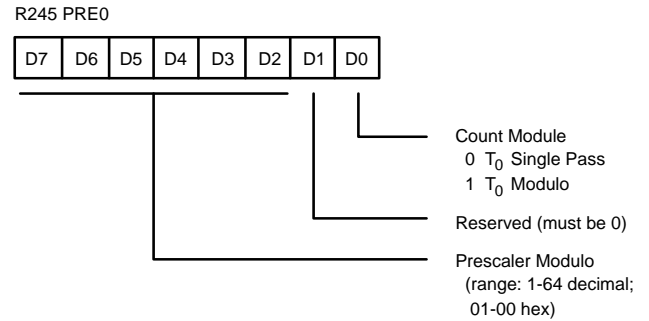 R245 PRE0
D7 D6 D5 D4 D3 D2 D1 D0
Count Module
0 T0 Single Pass
1 T0 Modulo
Reserved (must be 0)
Prescaler Modulo
(range: 1-64 decimal;
01-00 hex)